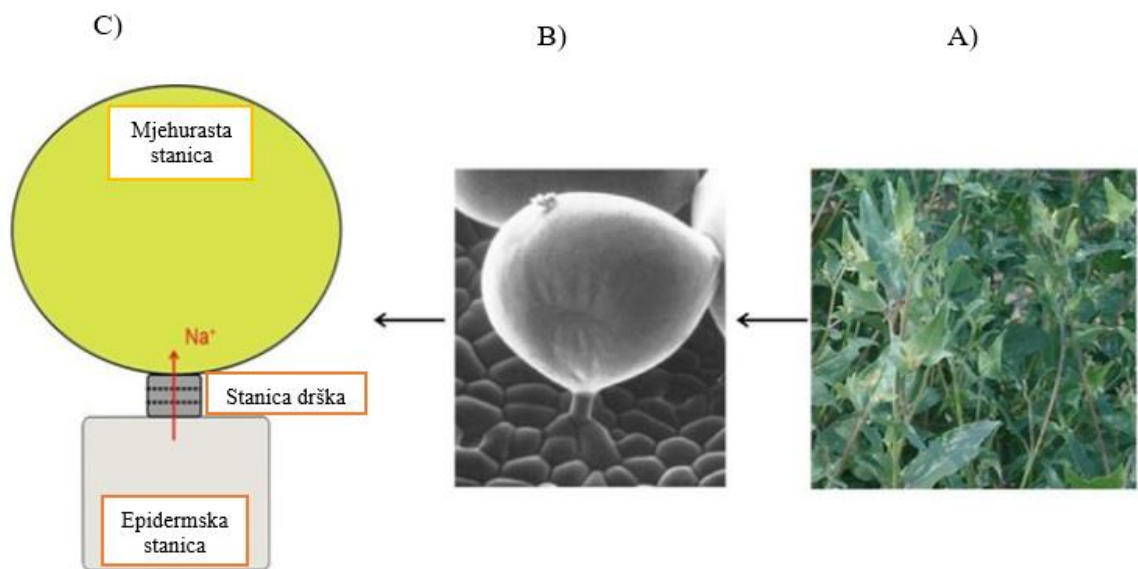 C)
B)
A)
Mjehurasta
stanica
Na⁺
Stanica drška
Epidermska
stanica